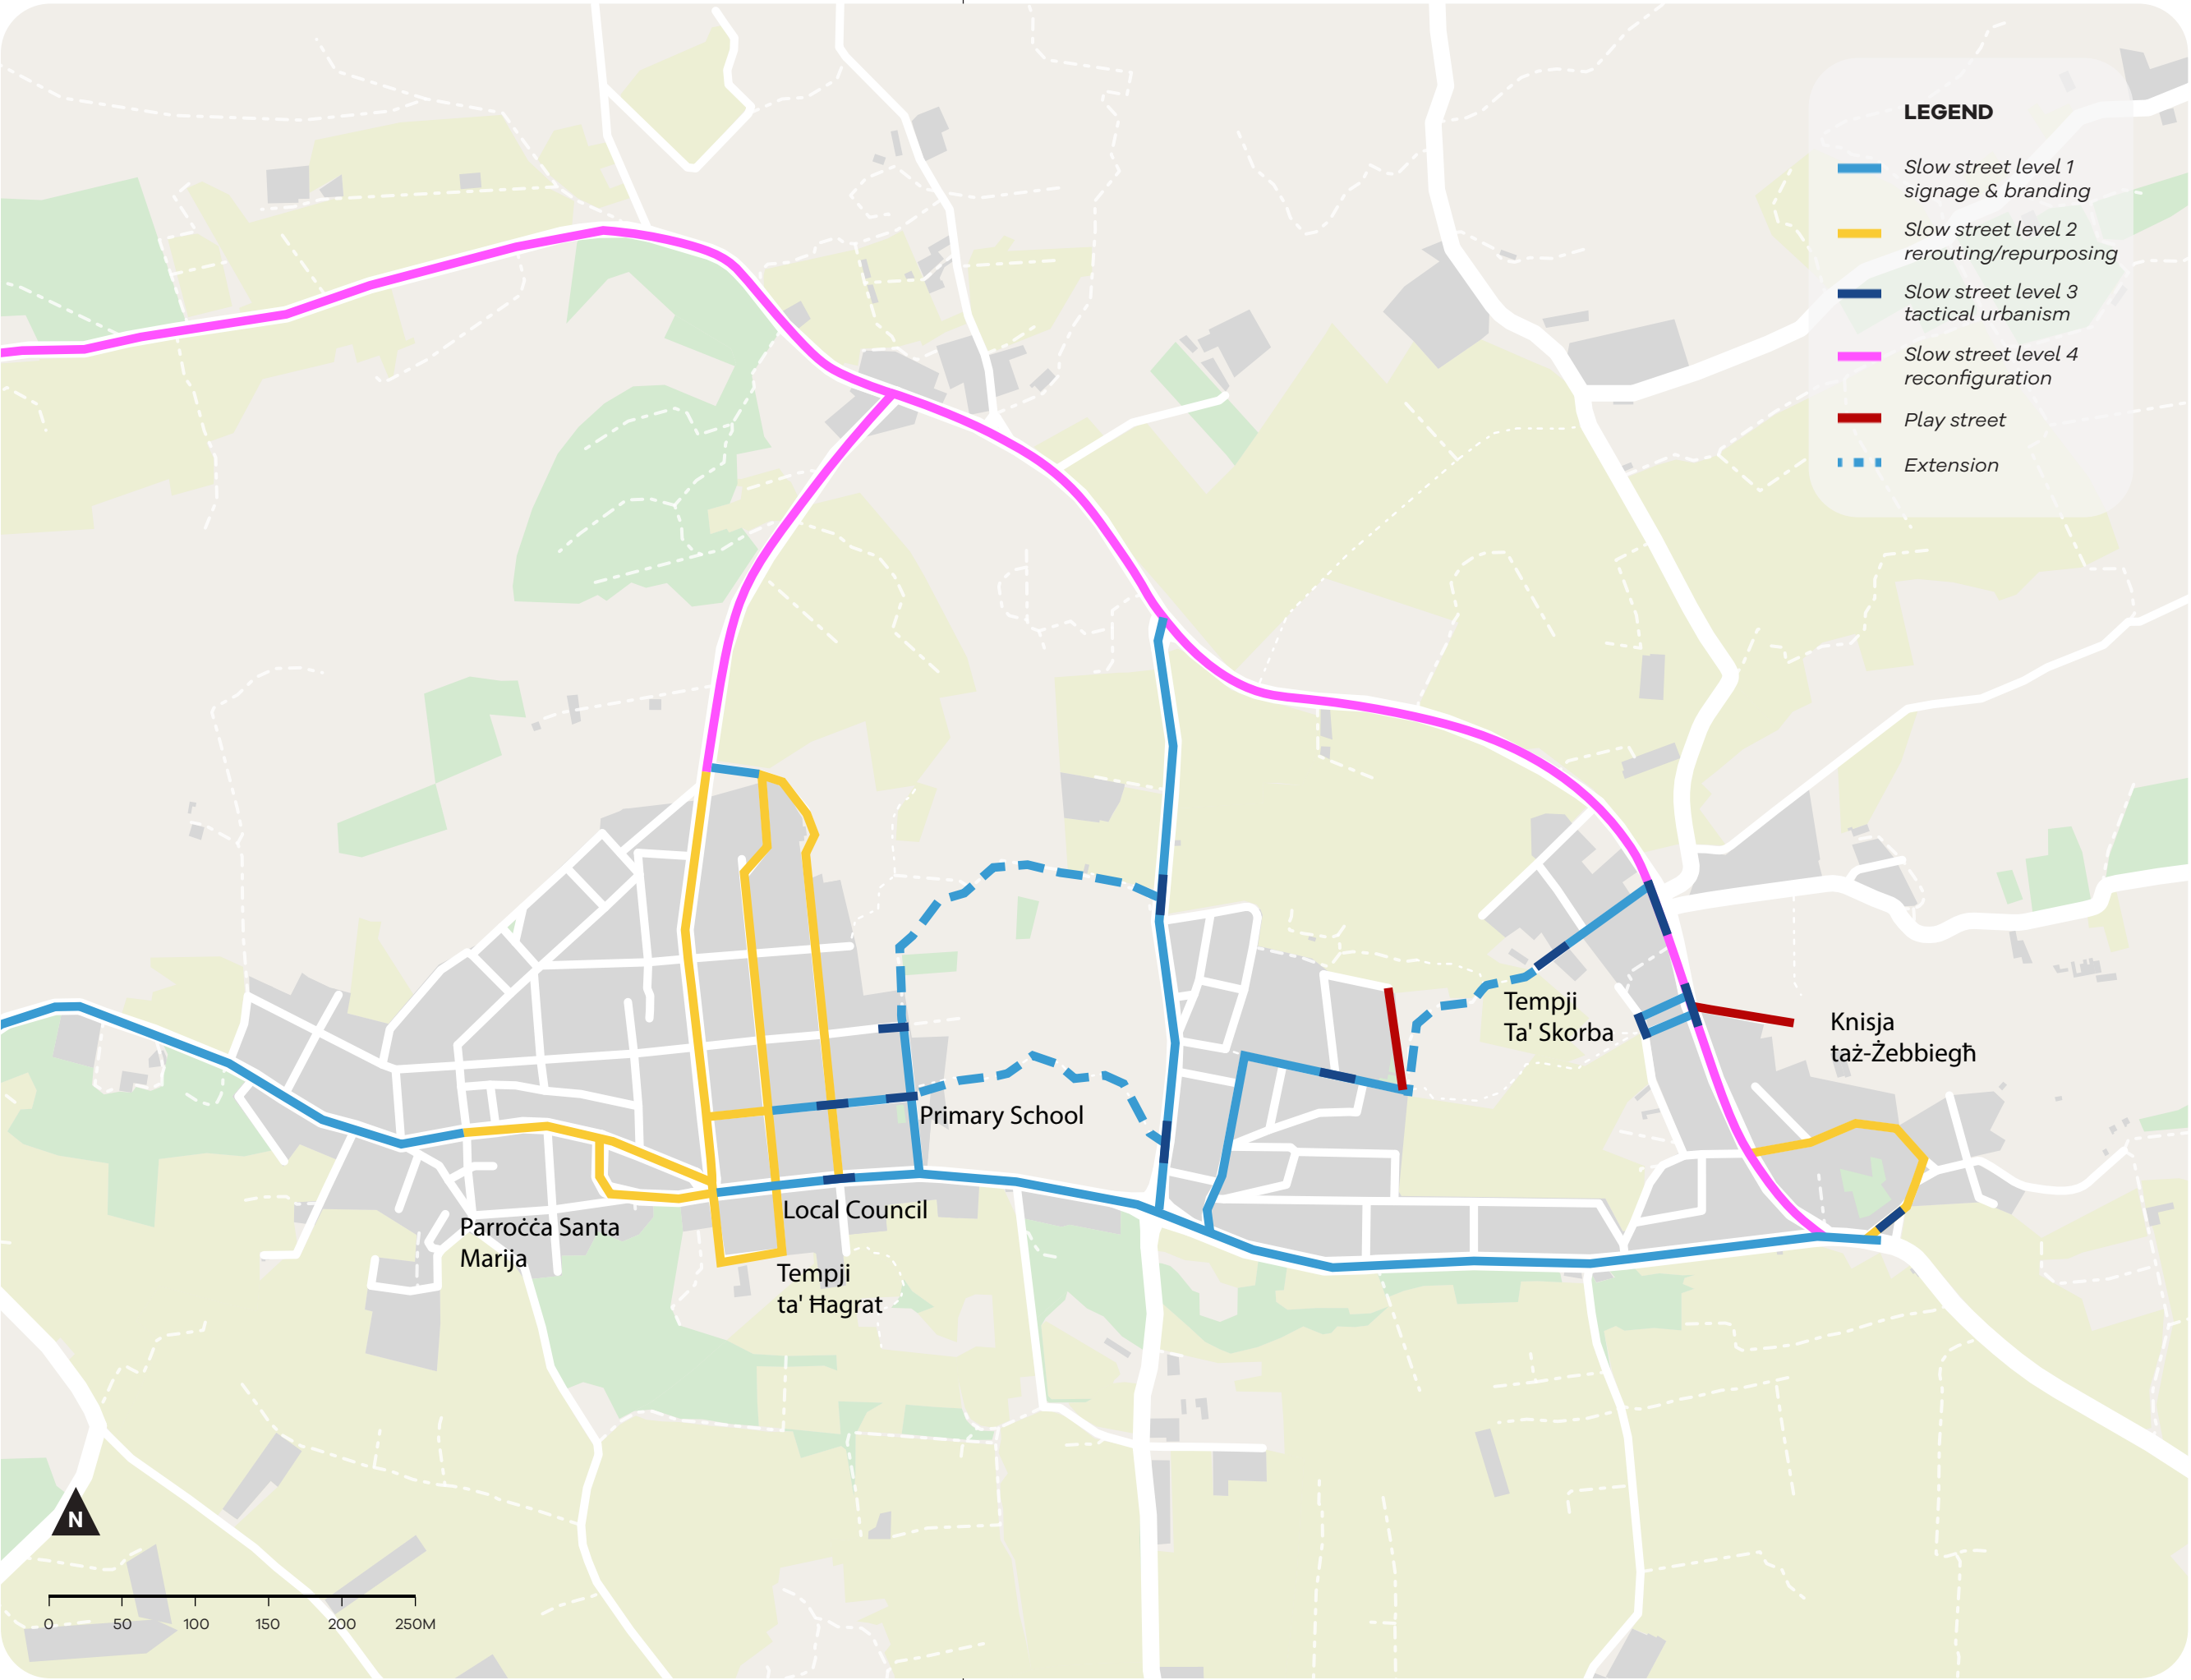 LEGEND
Slow street level 1
signage & branding
Slow street level 2
rerouting/repurposing
Slow street level 3
tactical urbanism
Slow street level 4
reconfiguration
Play street
Extension
Tempji
Ta' Skorba
Knisja
taż-Żebbiegħ
Primary School
Local Council
Parroċċa Santa
Marija
Tempji
ta' Ħagrat
N
0 50 100 150 200 250M